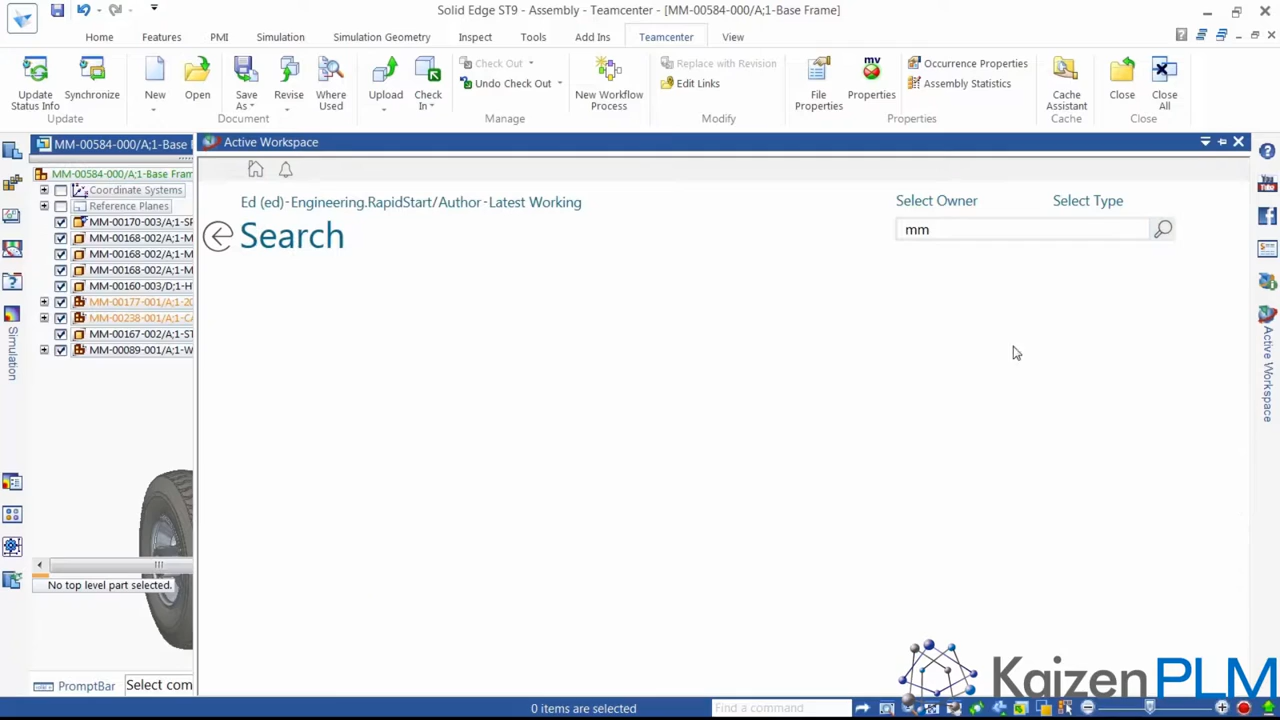 Solid Edge ST9 - Assembly - Teamcenter - [MM-00584-000/A;1-Base Frame]
Home Features PMI Simulation Simulation Geometry Inspect Tools Add Ins Teamcenter View
Update Status Info
Synchronize
Update
New
Open
Save As
Revise
Where Used
Document
Upload
Check In
Check Out
Undo Check Out
Manage
New Workflow Process
Replace with Revision
Edit Links
Modify
File Properties
mv
Properties
Occurrence Properties
Assembly Statistics
Properties
Cache Assistant
Cache
Close
Close All
Close
MM-00584-000/A;1-Base
Active Workspace
MM-00584-000/A;1-Base Fram
Coordinate Systems
Reference Planes
MM-00170-003/A;1-SP
MM-00168-002/A;1-M
MM-00168-002/A;1-M
MM-00168-002/A;1-M
MM-00160-003/D;1-H
MM-00177-001/A;1-20
MM-00238-001/A;1-C
MM-00167-002/A;1-ST
MM-00089-001/A;1-W
Simulation
Ed (ed)-Engineering.RapidStart/Author-Latest Working
Search
Select Owner Select Type
mm
You Tube
Active Workspace
No top level part selected.
KaizenPLM
PromptBar
Select com
0 items are selected
Find a command